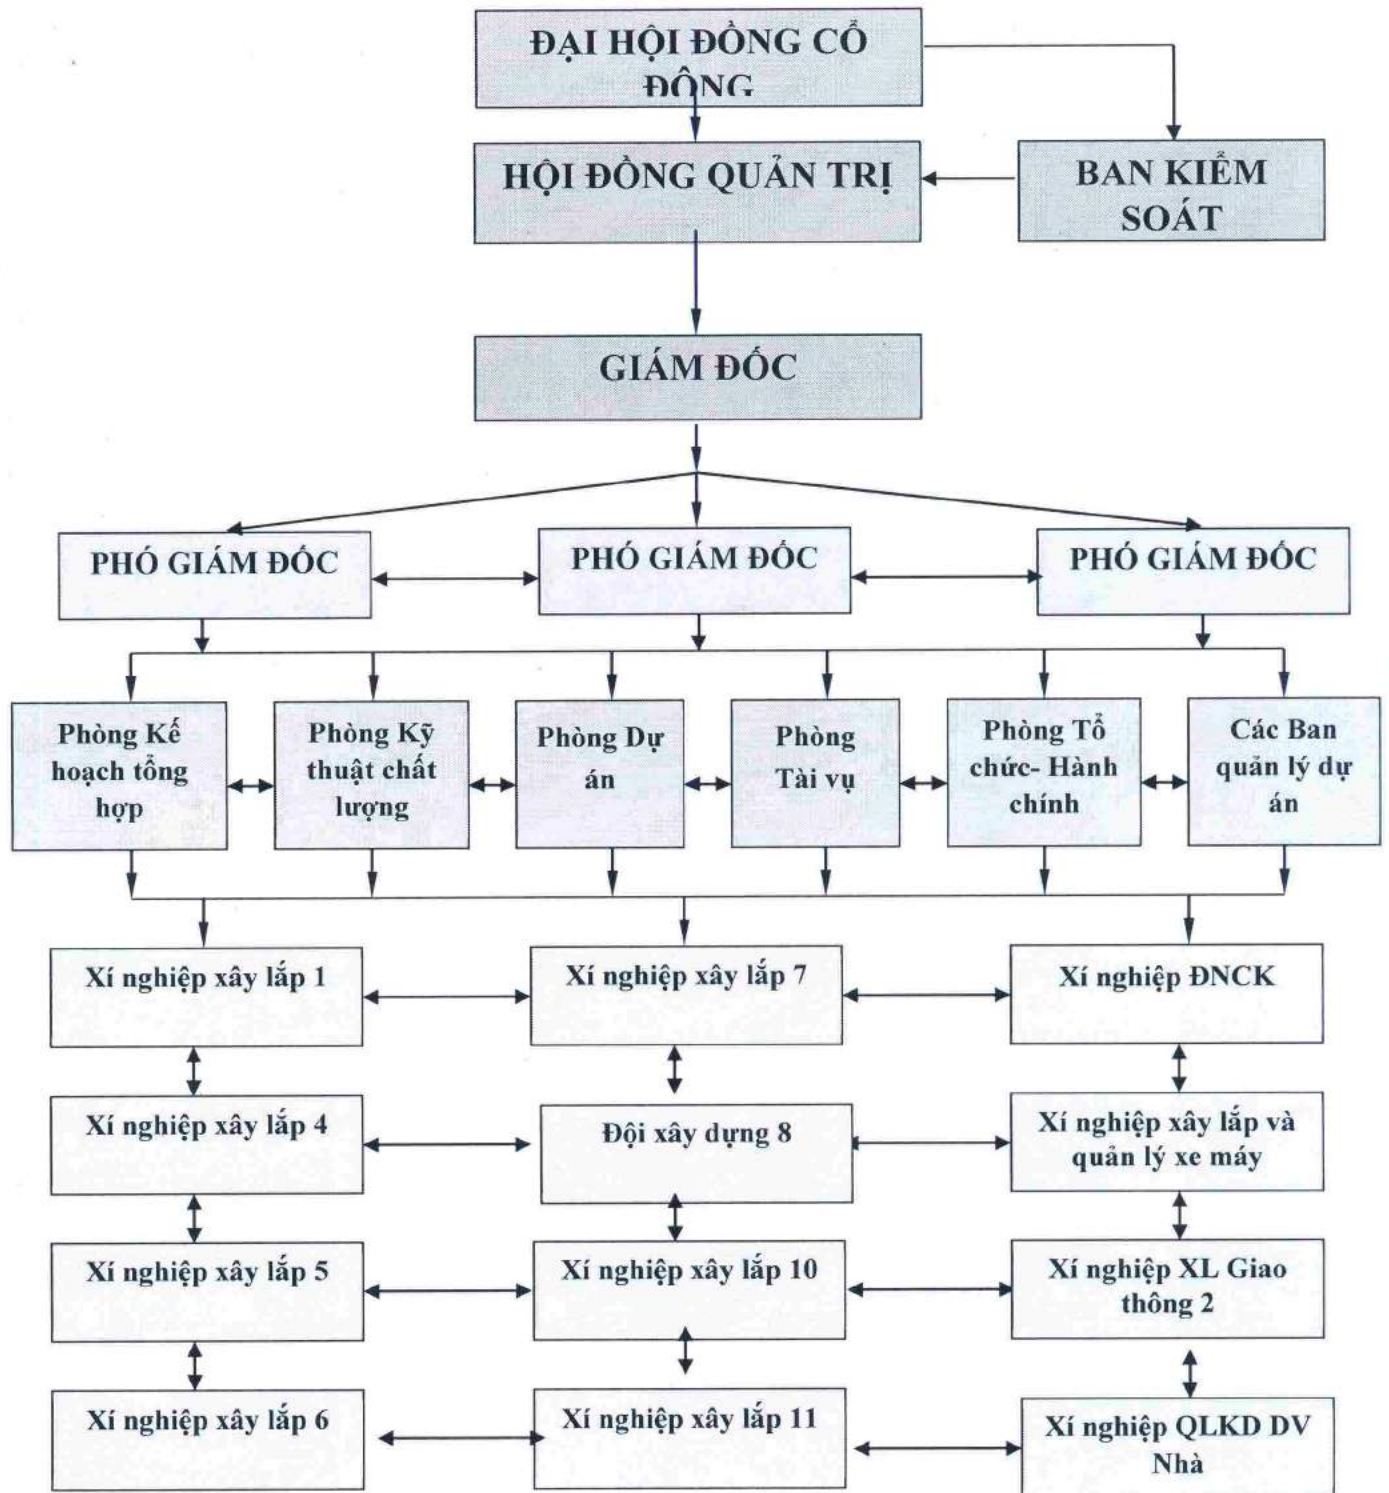 ĐẠI HỘI ĐỒNG CỔ
ĐÔNG
HỘI ĐỒNG QUẢN TRỊ
BAN KIỂM
SOÁT
GIÁM ĐỐC
PHÓ GIÁM ĐỐC
PHÓ GIÁM ĐỐC
PHÓ GIÁM ĐỐC
Phòng Kế
hoạch tổng
hợp
Phòng Kỹ
thuật chất
lượng
Phòng Dự
án
Phòng
Tài vụ
Phòng Tổ
chức- Hành
chính
Các Ban
quản lý dự
án
Xí nghiệp xây lắp 1
Xí nghiệp xây lắp 7
Xí nghiệp ĐNCK
Xí nghiệp xây lắp 4
Đội xây dựng 8
Xí nghiệp xây lắp và
quản lý xe máy
Xí nghiệp xây lắp 5
Xí nghiệp xây lắp 10
Xí nghiệp XL Giao
thông 2
Xí nghiệp xây lắp 6
Xí nghiệp xây lắp 11
Xí nghiệp QLKD DV
Nhà